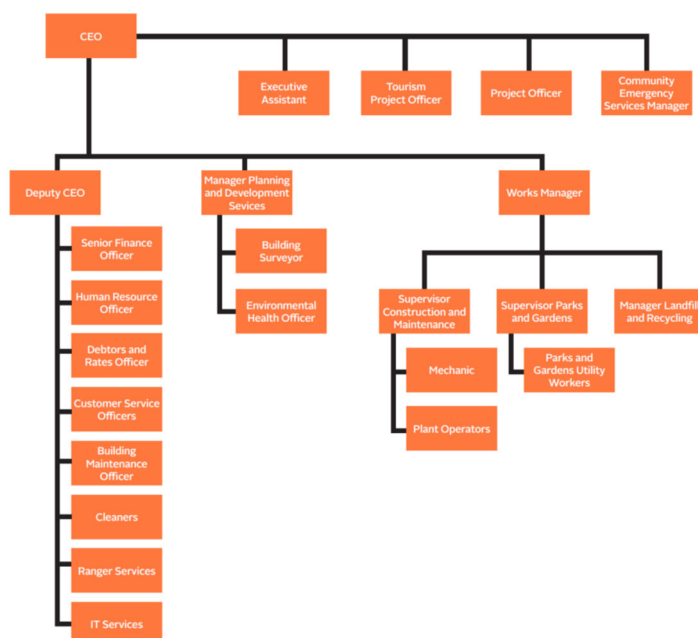 CEO
Executive
Assistant
Tourism
Project Officer
Project Officer
Community
Emergency
Services Manager
Deputy CEO
Manager Planning
and Development
Sevices
Works Manager
Senior Finance
Officer
Human Resource
Officer
Debtors and
Rates Officer
Customer Service
Officers
Building
Maintenance
Officer
Cleaners
Ranger Services
IT Services
Building
Surveyor
Environmental
Health Officer
Supervisor
Construction and
Maintenance
Mechanic
Plant Operators
Supervisor Parks
and Gardens
Parks and
Gardens Utility
Workers
Manager Landfill
and Recycling